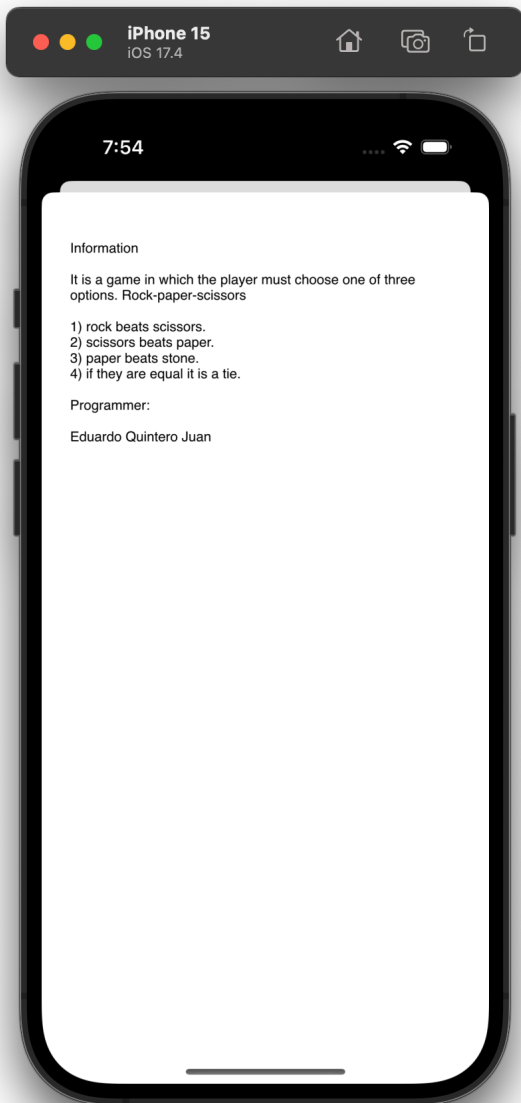 iPhone 15
iOS 17.4
7:54
Information
It is a game in which the player must choose one of three
options. Rock-paper-scissors
1) rock beats scissors.
2) scissors beats paper.
3) paper beats stone.
4) if they are equal it is a tie.
Programmer:
Eduardo Quintero Juan